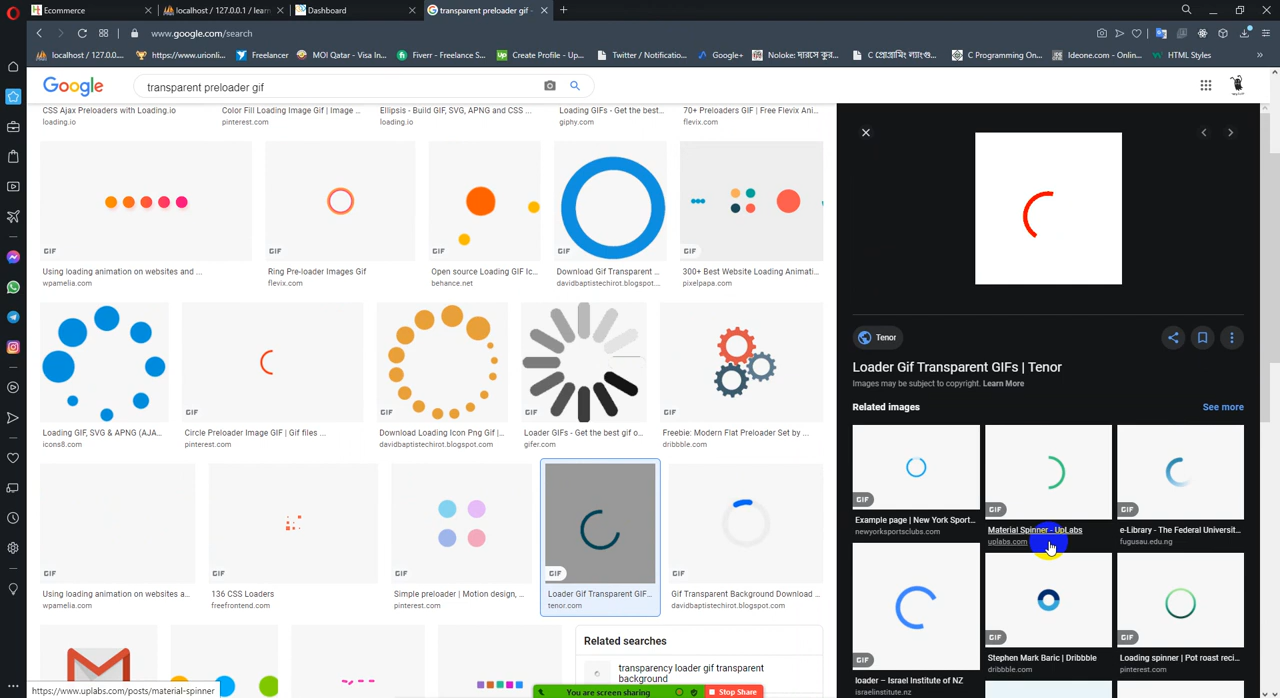 Ecommerce
localhost / 127.0.0.1 / lear
Dashboard
transparent preloader gif -
www.google.com/search
localhost / 127.0.0....
https://www.urionli...
Freelancer
MOI Qatar - Visa In...
Fiverr - Freelance S...
Create Profile - Up...
Twitter / Notificatio...
Google+
Ideone.com - Onlin...
HTML Styles
Google
transparent preloader gif
CSS Ajax Preloaders with Loading.io
loading.io
Color Fill Loading Image Gif | Image ...
pinterest.com
Ellipsis - Build GIF, SVG, APNG and CSS ...
loading.io
Loading GIFs - Get the best...
giphy.com
70+ Preloaders GIF | Free Flevix Ani...
flevix.com
GIF
GIF
GIF
GIF
GIF
Using loading animation on websites and ...
wpamelia.com
Ring Pre-loader Images Gif
flevix.com
Open source Loading GIF Ic...
behance.net
Download Gif Transparent ...
davidbaptistechirot.blogspot....
300+ Best Website Loading Animati...
pixelpapa.com
GIF
GIF
GIF
GIF
Loading GIF, SVG & APNG (AJA...
icons8.com
Circle Preloader Image GIF | Gif files ...
pinterest.com
Download Loading Icon Png Gif |...
davidbaptistechirot.blogspot.com
Loader GIFs - Get the best gif o...
gifer.com
Freebie: Modern Flat Preloader Set by ...
dribbble.com
GIF
GIF
GIF
GIF
Using loading animation on websites a...
wpamelia.com
136 CSS Loaders
freefrontend.com
Simple preloader | Motion design, ...
pinterest.com
Loader Gif Transparent GIF...
tenor.com
Gif Transparent Background Download ...
davidbaptistechirot.blogspot.com
Related searches
transparency loader gif transparent
background
https://www.uplabs.com/posts/material-spinner
You are screen sharing
Stop Share
Tenor
Loader Gif Transparent GIFs | Tenor
Images may be subject to copyright. Learn More
Related images
See more
GIF
GIF
GIF
Example page | New York Sport...
newyorksportsclubs.com
Material Spinner - UpLabs
uplabs.com
e-Library - The Federal Universit...
fugusau.edu.ng
GIF
GIF
GIF
loader – Israel Institute of NZ
israelinstitute.nz
Stephen Mark Baric | Dribbble
dribbble.com
Loading spinner | Pot roast reci...
pinterest.com